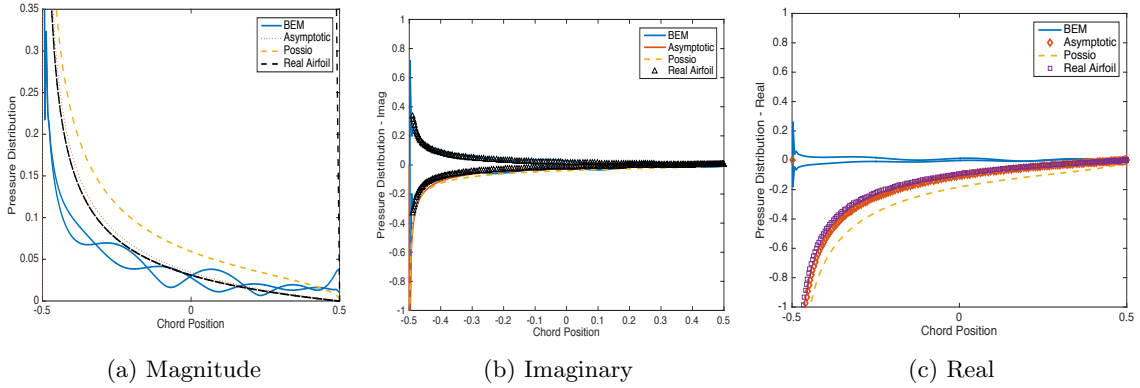 0.35
0.3
0.25
0.2
0.15
0.1
0.05
0
-0.5
0
0.5
Pressure Distribution
Chord Position
BEM
Asymptotic
Possio
Real Airfoil
(a) Magnitude
1
0.8
0.6
0.4
0.2
0
-0.2
-0.4
-0.6
-0.8
-1
-0.5
-0.4
-0.3
-0.2
-0.1
0
0.1
0.2
0.3
0.4
0.5
Pressure Distribution - Imag
Chord Position
BEM
Asymptotic
Possio
Real Airfoil
(b) Imaginary
1
0.8
0.6
0.4
0.2
0
-0.2
-0.4
-0.6
-0.8
-1
-0.5
0
0.5
Pressure Distribution - Real
Chord Position
BEM
Asymptotic
Possio
Real Airfoil
(c) Real